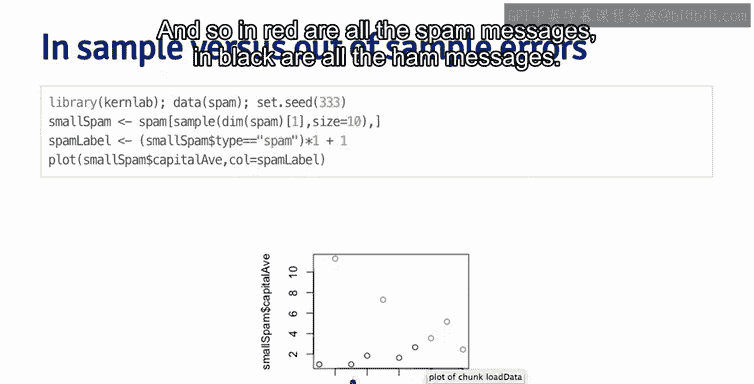 And so in red are all the spam messages,
in black are all the ham messages.
In sample versus out of sample errors
library(kernlab); data(spam); set.seed(333)
smallSpam <- spam[sample(dim(spam)[1],size=10),]
spamLabel <- (smallSpam$type=="spam")*1 + 1
plot(smallSpam$capitalAve,col=spamLabel)
smallSpam$capitalAve
10
8
6
4
2
plot of chunk loadData